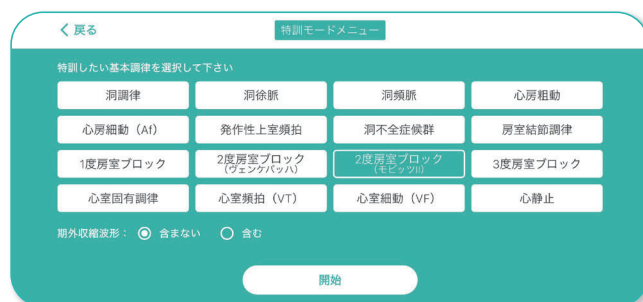 戻る 特訓モードメニュー
特訓したい基本調律を選択して下さい
洞調律 洞徐脈 洞頻脈 心房粗動
心房細動（Af） 発作性上室頻拍 洞不全症候群 房室結節調律
1度房室ブロック 2度房室ブロック（ヴェンケバッハ） 2度房室ブロック（モビッツII） 3度房室ブロック
心室固有調律 心室頻拍（VT） 心室細動（VF） 心静止
期外収縮波形： 含まない 含む
開始